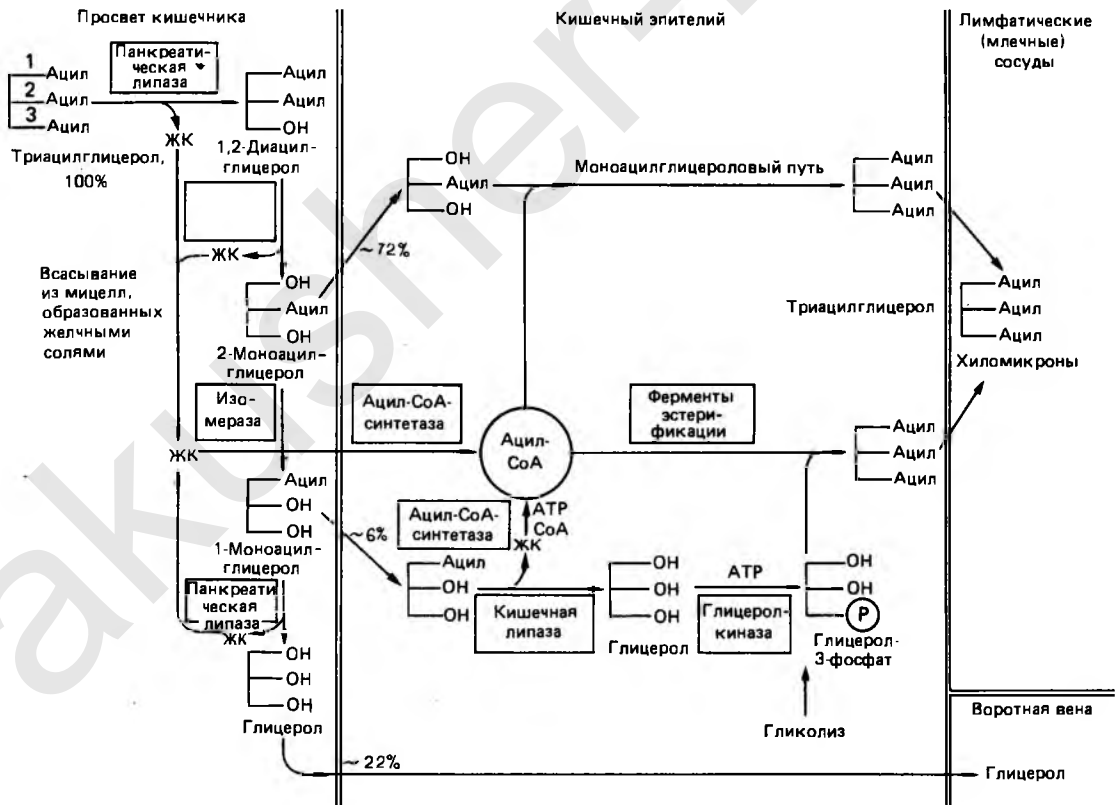 Просвет кишечника
Кишечный эпителий
Лимфатические
(млечные)
сосуды
Панкреати-
ческая
липаза
1
Ацил
2
Ацил
3
Ацил
Триацилглицерол,
100%
ЖК
Ацил
Ацил
ОН
1,2-Диацил-
глицерол
ЖК
Всасывание
из мицелл,
образованных
желчными
солями
~72%
ОН
Ацил
ОН
2-Моноацил-
глицерол
Изо-
мераза
ЖК
Ацил
ОН
ОН
1-Моноацил-
глицерол
~6%
Панкреати
ческая
липаза
ЖК
ОН
ОН
ОН
Глицерол
~22%
ОН
Ацил
ОН
Моноацилглицероловый путь
Ацил
Ацил
Ацил
Триацилглицерол
Ацил
Ацил
Ацил
Хиломикроны
Ацил-СоА-
синтетаза
Ацил-
СоА
Ферменты
эстери-
фикации
Ацил
Ацил
Ацил
Ацил-СоА-
синтетаза
АТР
СоА
ЖК
Ацил
ОН
ОН
Кишечная
липаза
ОН
ОН
ОН
Глицерол
АТР
Глицерол-
киназа
ОН
ОН
P
Глицерол-
3-фосфат
Гликолиз
Воротная вена
Глицерол
akusher-